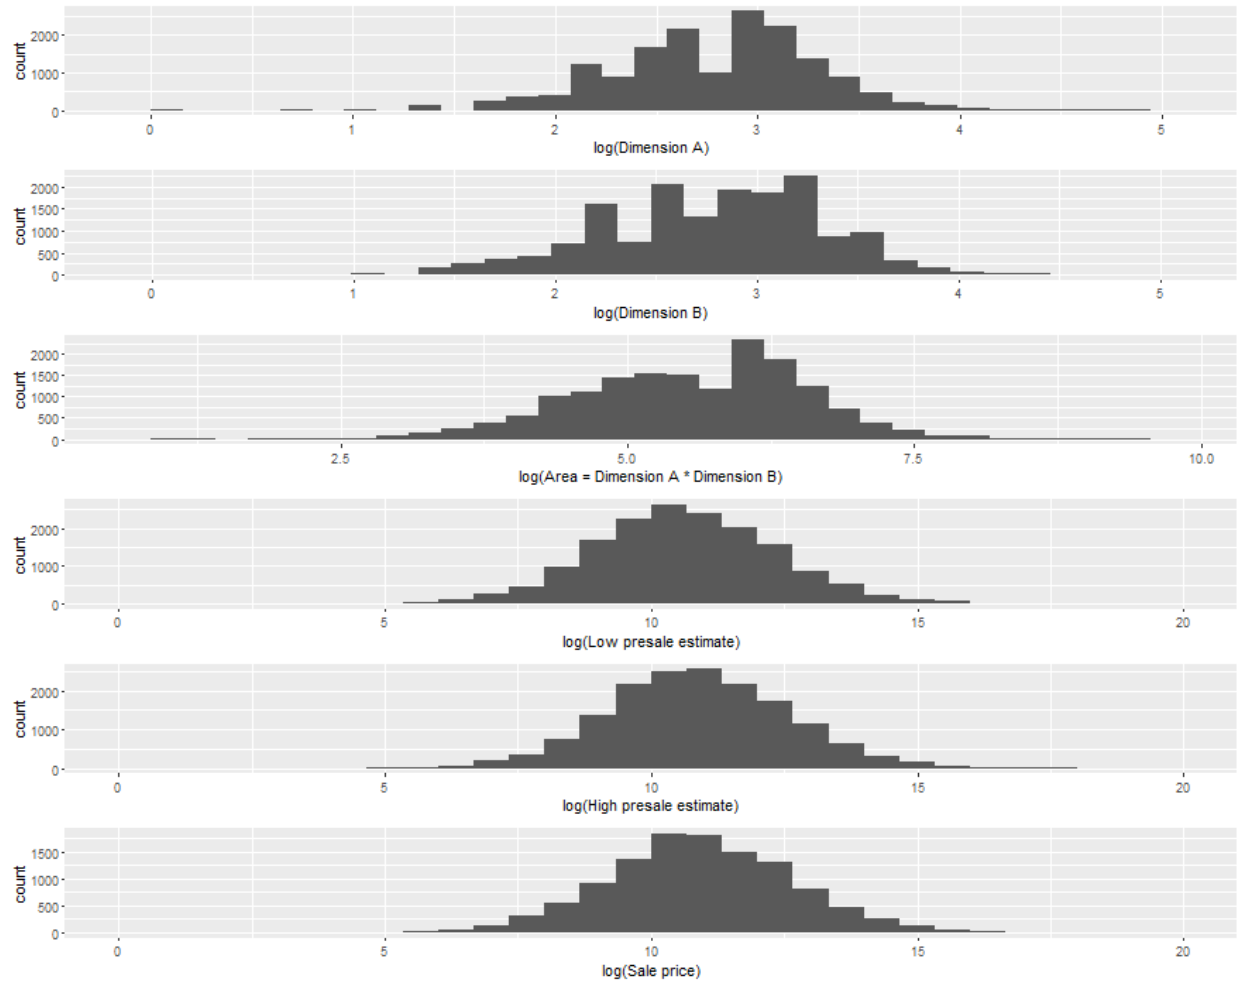 count
2000
1000
0
0 1 2 3 4 5
log(Dimension A)
count
2000
1500
1000
500
0
0 1 2 3 4 5
log(Dimension B)
count
2000
1500
1000
500
0
2.5 5.0 7.5 10.0
log(Area = Dimension A * Dimension B)
count
2000
1000
0
0 5 10 15 20
log(Low presale estimate)
count
2000
1000
0
0 5 10 15 20
log(High presale estimate)
count
1500
1000
500
0
0 5 10 15 20
log(Sale price)